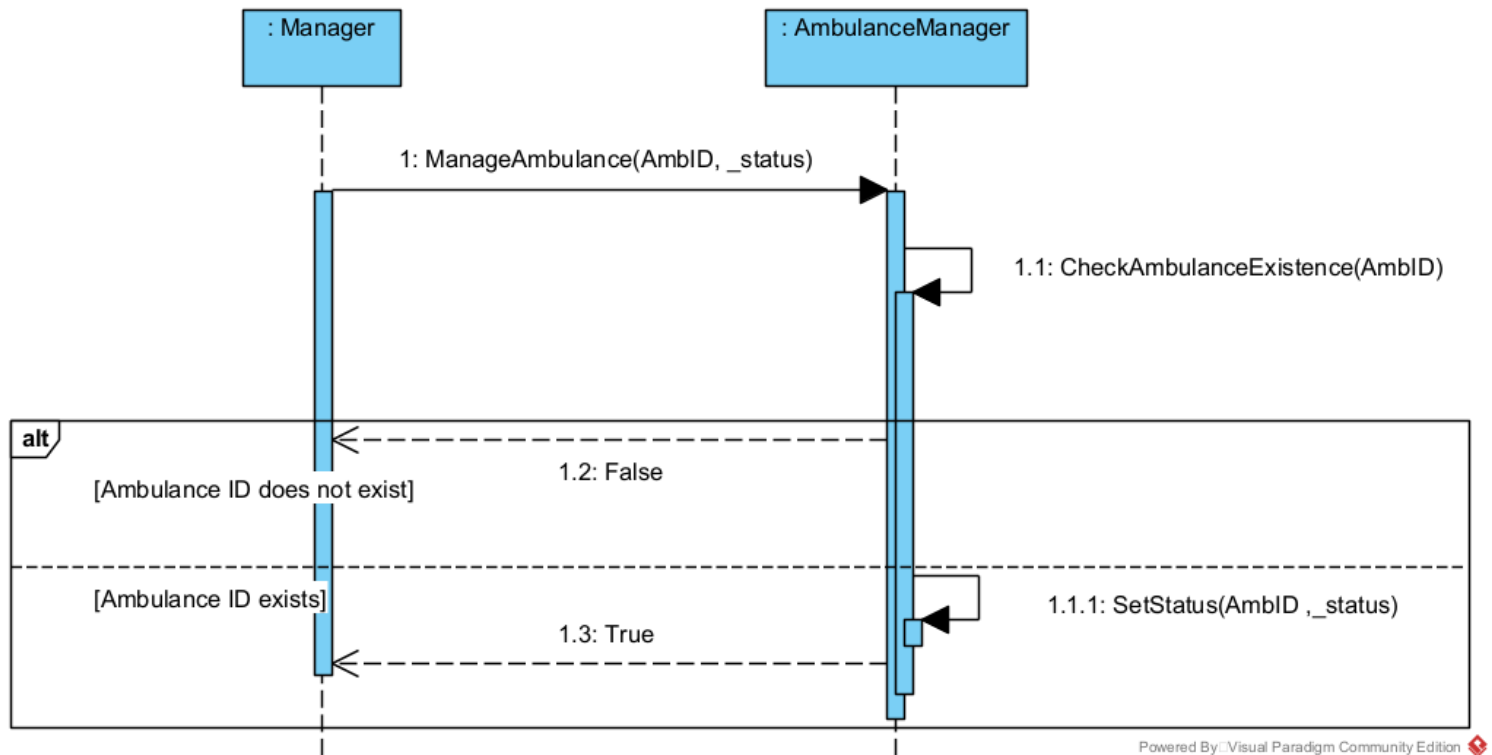 : Manager
: AmbulanceManager
1: ManageAmbulance(AmbID, _status)
1.1: CheckAmbulanceExistence(AmbID)
alt
1.2: False
[Ambulance ID does not exist]
[Ambulance ID exists]
1.1.1: SetStatus(AmbID ,_status)
1.3: True
Powered By Visual Paradigm Community Edition